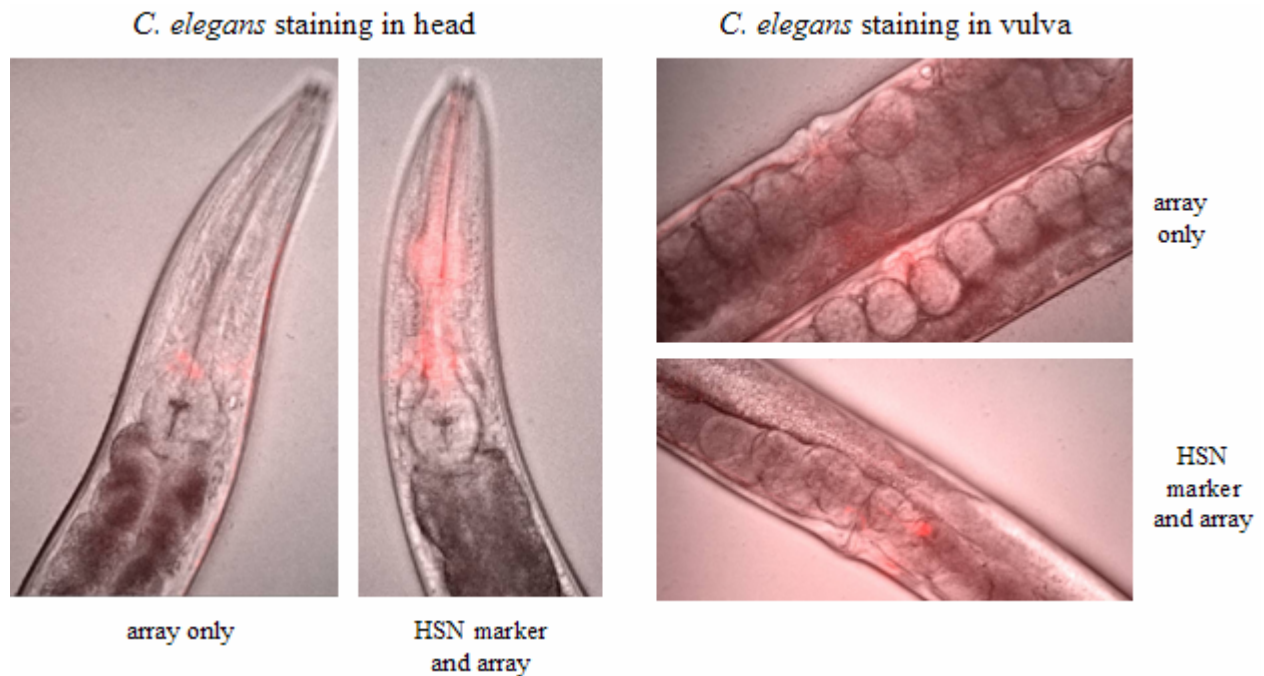 C. elegans staining in head
C. elegans staining in vulva
array
only
HSN
marker
and array
array only
HSN marker
and array